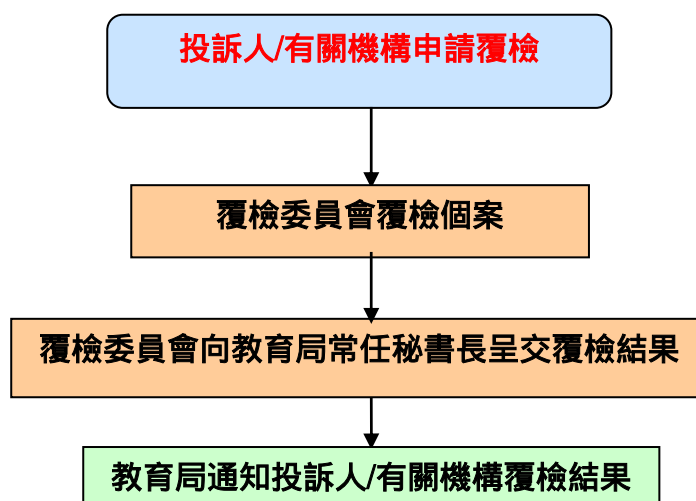 投訴人/有關機構申請覆檢
覆檢委員會覆檢個案
覆檢委員會向教育局常任秘書長呈交覆檢結果
教育局通知投訴人/有關機構覆檢結果